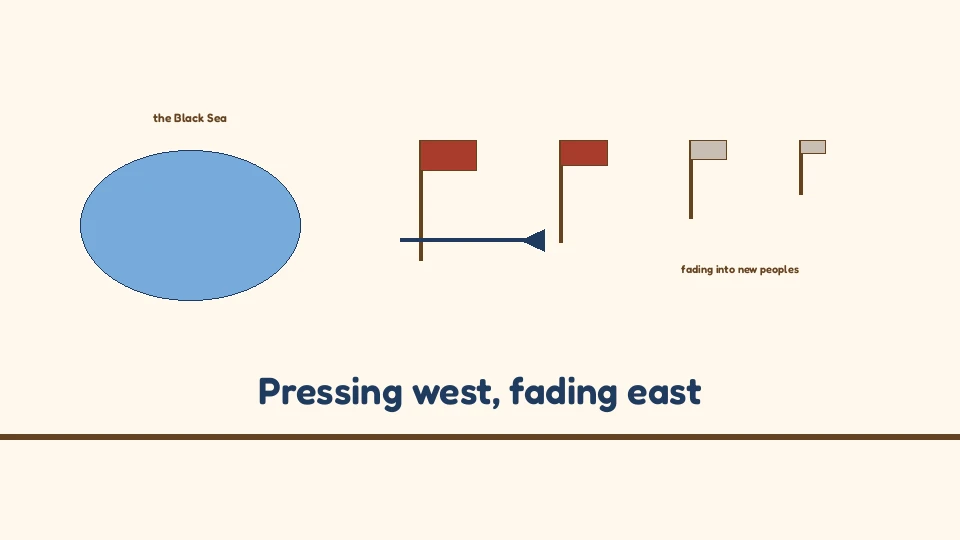 the Black Sea
fading into new peoples
Pressing west, fading east